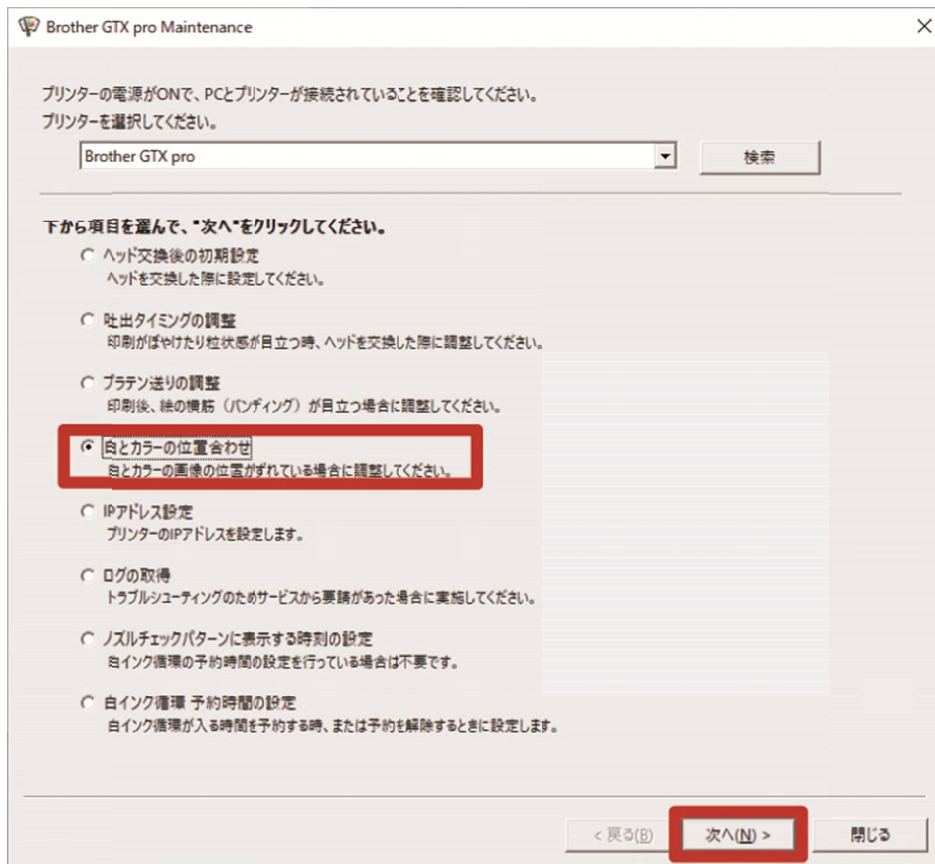 Brother GTX pro Maintenance
プリンターの電源がONで、PCとプリンターが接続されていることを確認してください。
プリンターを選択してください。
Brother GTX pro
検索
下から項目を選んで、"次へ"をクリックしてください。
ヘッド交換後の初期設定
ヘッドを交換した際に設定してください。
吐出タイミングの調整
印刷がぼやけたり粒状感が目立つ時、ヘッドを交換した際に調整してください。
プラテン送りの調整
印刷後、絵の横筋（バンディング）が目立つ場合に調整してください。
白とカラーの位置合わせ
白とカラーの画像の位置がずれている場合に調整してください。
IPアドレス設定
プリンターのIPアドレスを設定します。
ログの取得
トラブルシューティングのためサービスから要請があった場合に実施してください。
ノズルチェックパターンに表示する時刻の設定
白インク循環の予約時間の設定を行っている場合は不要です。
白インク循環 予約時間の設定
白インク循環が入る時間を予約する時、または予約を解除するときに設定します。
< 戻る(B)
次へ(N) >
閉じる